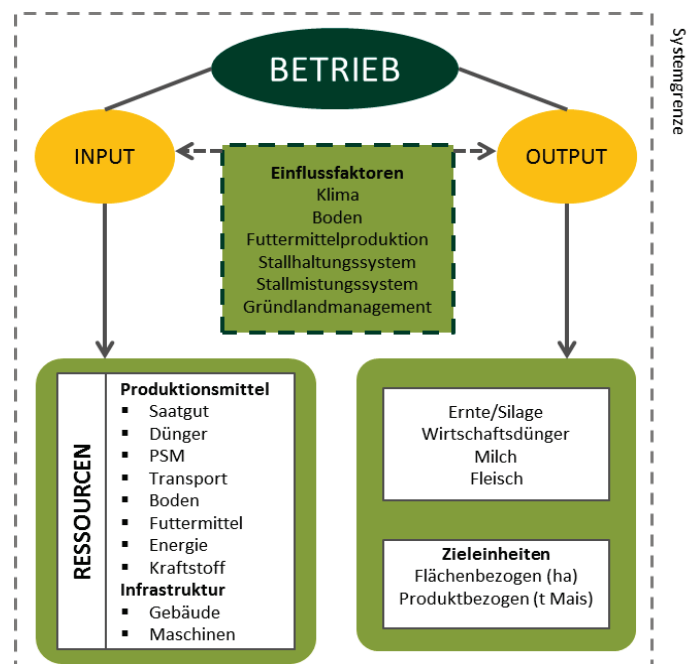 BETRIEB
Systemgrenze
INPUT
OUTPUT
Einflussfaktoren
Klima
Boden
Futtermittelproduktion
Stallhaltungssystem
Stallmistungssystem
Gründlandmanagement
RESSOURCEN
Produktionsmittel
▪ Saatgut
▪ Dünger
▪ PSM
▪ Transport
▪ Boden
▪ Futtermittel
▪ Energie
▪ Kraftstoff
Infrastruktur
▪ Gebäude
▪ Maschinen
Ernte/Silage
Wirtschaftsdünger
Milch
Fleisch
Zieleinheiten
Flächenbezogen (ha)
Produktbezogen (t Mais)